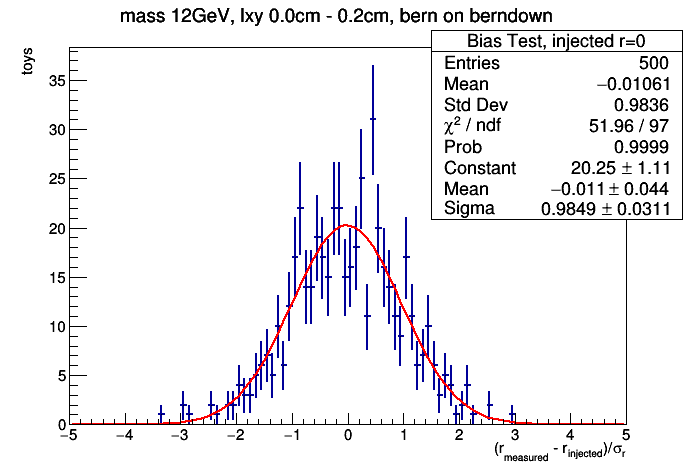 mass 12GeV, lxy 0.0cm - 0.2cm, bern on berndown
Bias Test, injected r=0
Entries 500
Mean −0.01061
Std Dev 0.9836
χ² / ndf 51.96 / 97
Prob 0.9999
Constant 20.25 ± 1.11
Mean −0.011 ± 0.044
Sigma 0.9849 ± 0.0311
toys
35
30
25
20
15
10
5
0
−5 −4 −3 −2 −1 0 1 2 3 4 5
(r_measured - r_injected)/σ_r